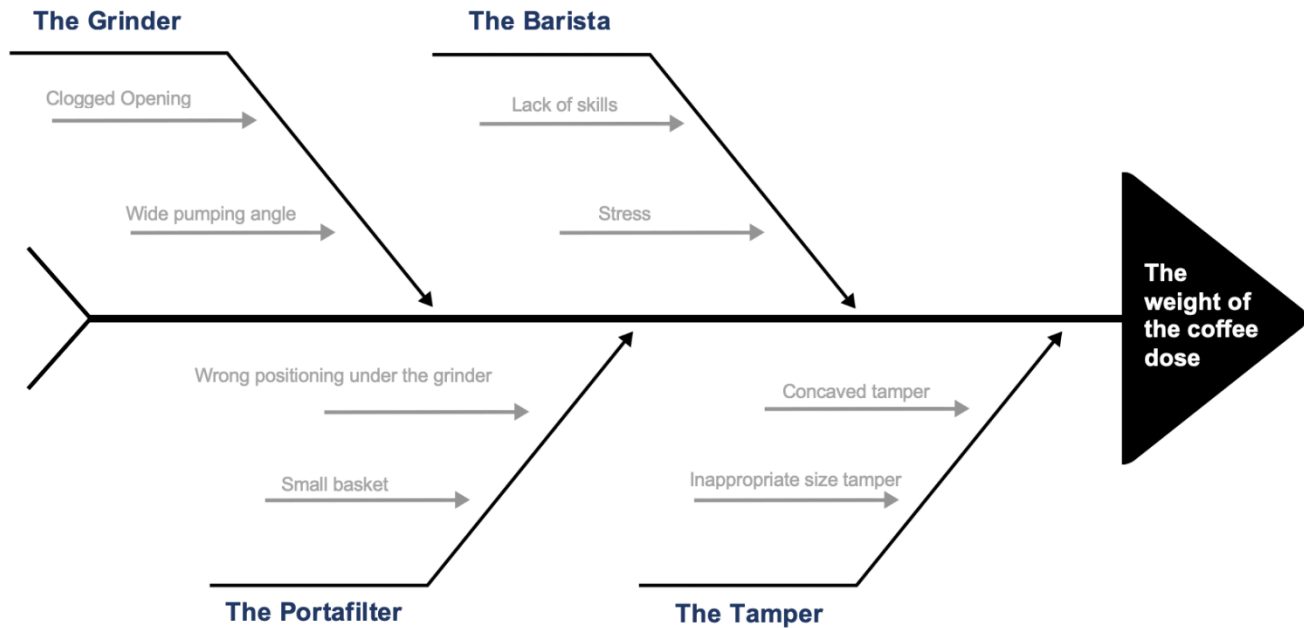 The Grinder
The Barista
Clogged Opening
Lack of skills
Wide pumping angle
Stress
The
weight of
the coffee
dose
Wrong positioning under the grinder
Concaved tamper
Small basket
Inappropriate size tamper
The Portafilter
The Tamper